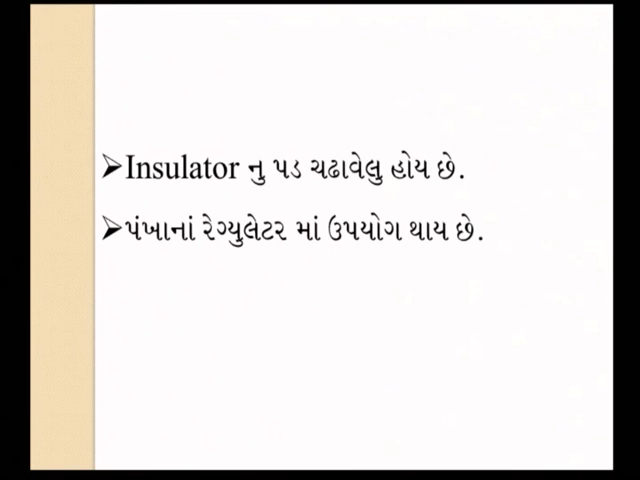 ➢Insulator નુ પડ ચઢાવેલુ હોય છે.
➢પંખાનાં રેગ્યુલેટર માં ઉપયોગ થાય છે.